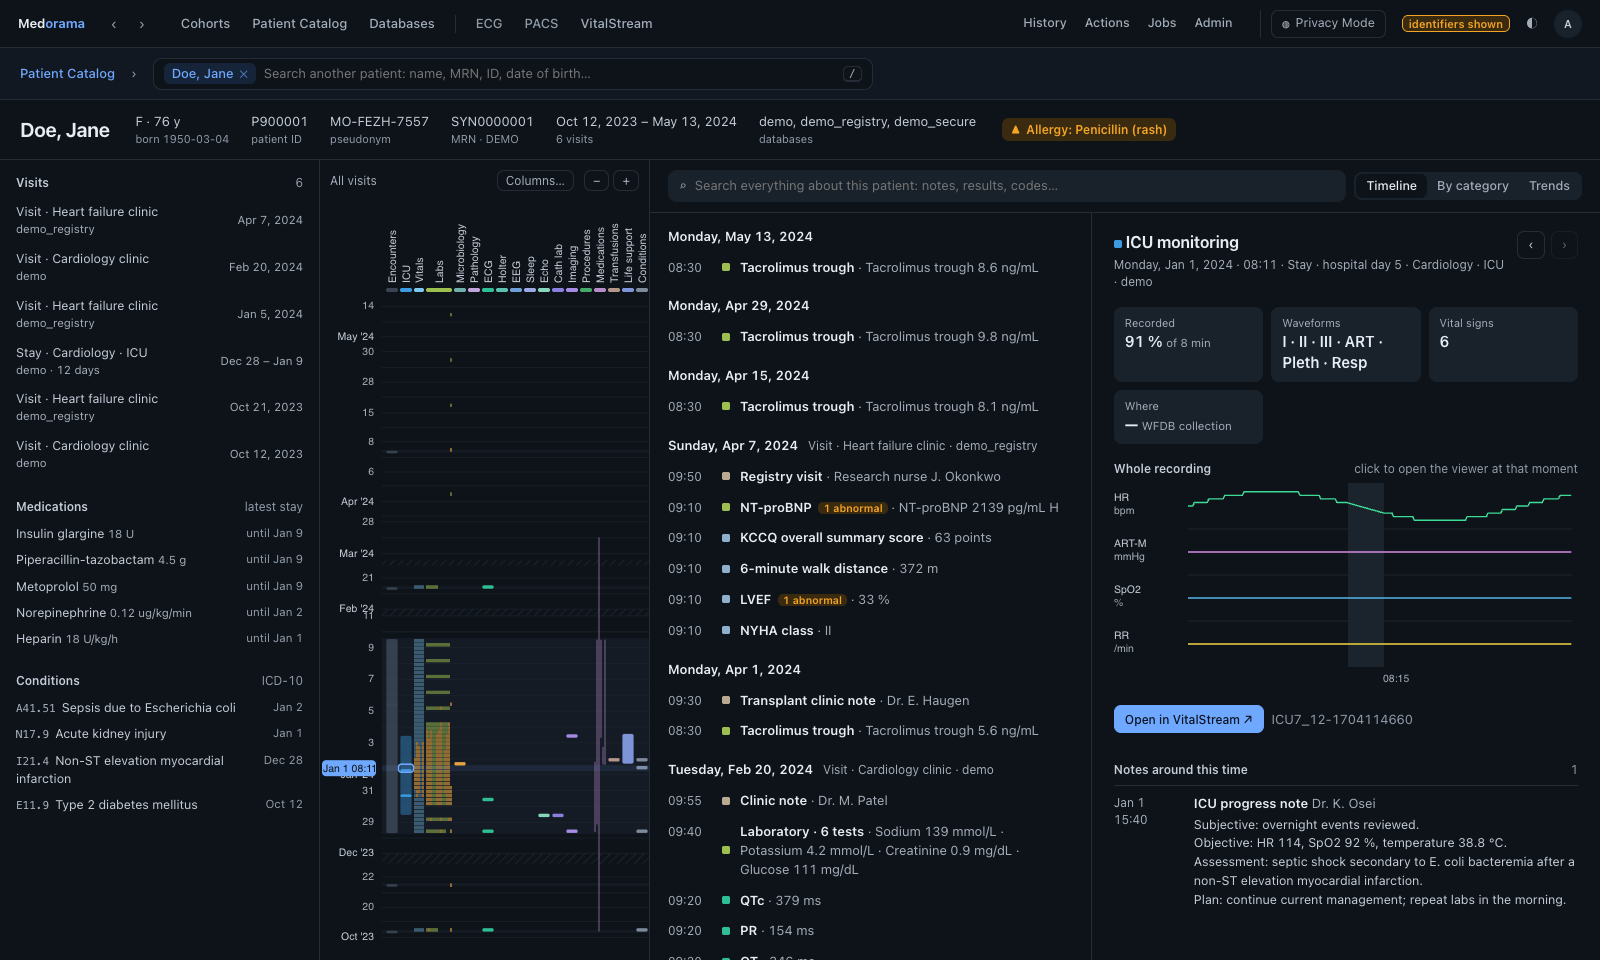 Medorama
‹ › Cohorts Patient Catalog Databases ECG PACS VitalStream
History Actions Jobs Admin Privacy Mode identifiers shown A
Patient Catalog › Doe, Jane × Search another patient: name, MRN, ID, date of birth... /
Doe, Jane
F · 76 y
born 1950-03-04
P900001
patient ID
MO-FEZH-7557
pseudonym
SYN0000001
MRN · DEMO
Oct 12, 2023 – May 13, 2024
6 visits
demo, demo_registry, demo_secure
databases
▲ Allergy: Penicillin (rash)
Visits 6
Visit · Heart failure clinic Apr 7, 2024
demo_registry
Visit · Cardiology clinic Feb 20, 2024
demo
Visit · Heart failure clinic Jan 5, 2024
demo_registry
Stay · Cardiology · ICU Dec 28 – Jan 9
demo · 12 days
Visit · Heart failure clinic Oct 21, 2023
demo_registry
Visit · Cardiology clinic Oct 12, 2023
demo
Medications latest stay
Insulin glargine 18 U until Jan 9
Piperacillin-tazobactam 4.5 g until Jan 9
Metoprolol 50 mg until Jan 9
Norepinephrine 0.12 ug/kg/min until Jan 2
Heparin 18 U/kg/h until Jan 1
Conditions ICD-10
A41.51 Sepsis due to Escherichia coli Jan 2
N17.9 Acute kidney injury Jan 1
I21.4 Non-ST elevation myocardial infarction Dec 28
E11.9 Type 2 diabetes mellitus Oct 12
All visits Columns... − +
Encounters
ICU
Vitals
Labs
Microbiology
Pathology
ECG
Holter
EEG
Sleep
Echo
Cath lab
Imaging
Procedures
Medications
Transfusions
Life support
Conditions
14
May '24
30
28
15
8
6
Apr '24
28
Mar '24
21
Feb '24
11
9
7
5
3
Jan 1 08:11
31
29
Dec '23
22
20
Oct '23
Search everything about this patient: notes, results, codes...
Timeline By category Trends
Monday, May 13, 2024
08:30 Tacrolimus trough · Tacrolimus trough 8.6 ng/mL
Monday, Apr 29, 2024
08:30 Tacrolimus trough · Tacrolimus trough 9.8 ng/mL
Monday, Apr 15, 2024
08:30 Tacrolimus trough · Tacrolimus trough 8.1 ng/mL
Sunday, Apr 7, 2024 Visit · Heart failure clinic · demo_registry
09:50 Registry visit · Research nurse J. Okonkwo
09:10 NT-proBNP 1 abnormal · NT-proBNP 2139 pg/mL H
09:10 KCCQ overall summary score · 63 points
09:10 6-minute walk distance · 372 m
09:10 LVEF 1 abnormal · 33 %
09:10 NYHA class · II
Monday, Apr 1, 2024
09:30 Transplant clinic note · Dr. E. Haugen
08:30 Tacrolimus trough · Tacrolimus trough 5.6 ng/mL
Tuesday, Feb 20, 2024 Visit · Cardiology clinic · demo
09:55 Clinic note · Dr. M. Patel
09:40 Laboratory · 6 tests · Sodium 139 mmol/L ·
Potassium 4.2 mmol/L · Creatinine 0.9 mg/dL ·
Glucose 111 mg/dL
09:20 QTc · 379 ms
09:20 PR · 154 ms
ICU monitoring ‹ ›
Monday, Jan 1, 2024 · 08:11 · Stay · hospital day 5 · Cardiology · ICU
· demo
Recorded
91 % of 8 min
Waveforms
I · II · III · ART ·
Pleth · Resp
Vital signs
6
Where
WFDB collection
Whole recording click to open the viewer at that moment
HR
bpm
ART-M
mmHg
SpO2
%
RR
/min
08:15
Open in VitalStream ↗ ICU7_12-1704114660
Notes around this time 1
Jan 1
15:40
ICU progress note Dr. K. Osei
Subjective: overnight events reviewed.
Objective: HR 114, SpO2 92 %, temperature 38.8 °C.
Assessment: septic shock secondary to E. coli bacteremia after a
non-ST elevation myocardial infarction.
Plan: continue current management; repeat labs in the morning.